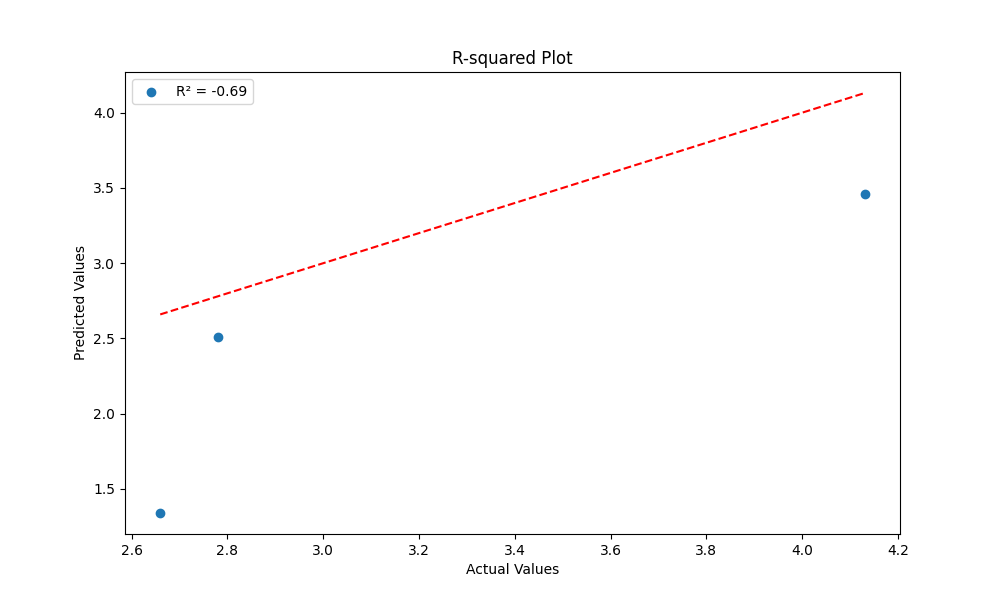 R-squared Plot
R² = -0.69
4.0
3.5
3.0
2.5
2.0
1.5
Predicted Values
2.6 2.8 3.0 3.2 3.4 3.6 3.8 4.0 4.2
Actual Values